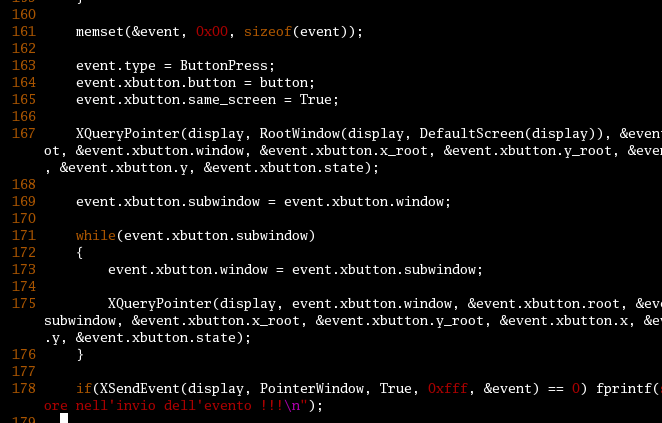 160
161 memset(&event, 0x00, sizeof(event));
162
163 event.type = ButtonPress;
164 event.xbutton.button = button;
165 event.xbutton.same_screen = True;
166
167 XQueryPointer(display, RootWindow(display, DefaultScreen(display)), &even
ot, &event.xbutton.window, &event.xbutton.x_root, &event.xbutton.y_root, &eve
, &event.xbutton.y, &event.xbutton.state);
168
169 event.xbutton.subwindow = event.xbutton.window;
170
171 while(event.xbutton.subwindow)
172 {
173 event.xbutton.window = event.xbutton.subwindow;
174
175 XQueryPointer(display, event.xbutton.window, &event.xbutton.root, &eve
subwindow, &event.xbutton.x_root, &event.xbutton.y_root, &event.xbutton.x, &e
.y, &event.xbutton.state);
176 }
177
178 if(XSendEvent(display, PointerWindow, True, 0xfff, &event) == 0) fprintf(
ore nell'invio dell'evento !!!\n");